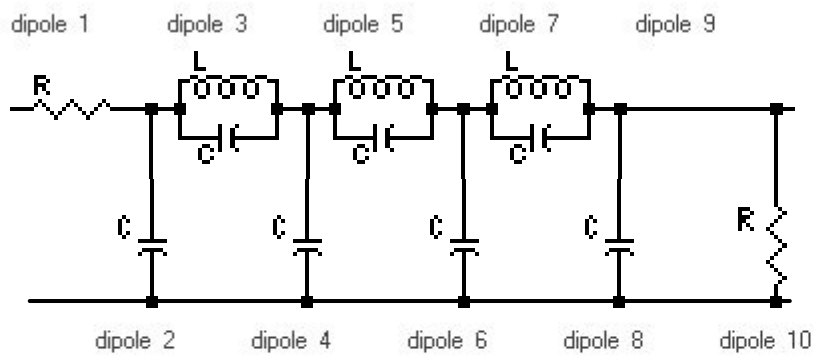 dipole 1 dipole 3 dipole 5 dipole 7 dipole 9
L L L
R
C C C
C C C C R
dipole 2 dipole 4 dipole 6 dipole 8 dipole 10